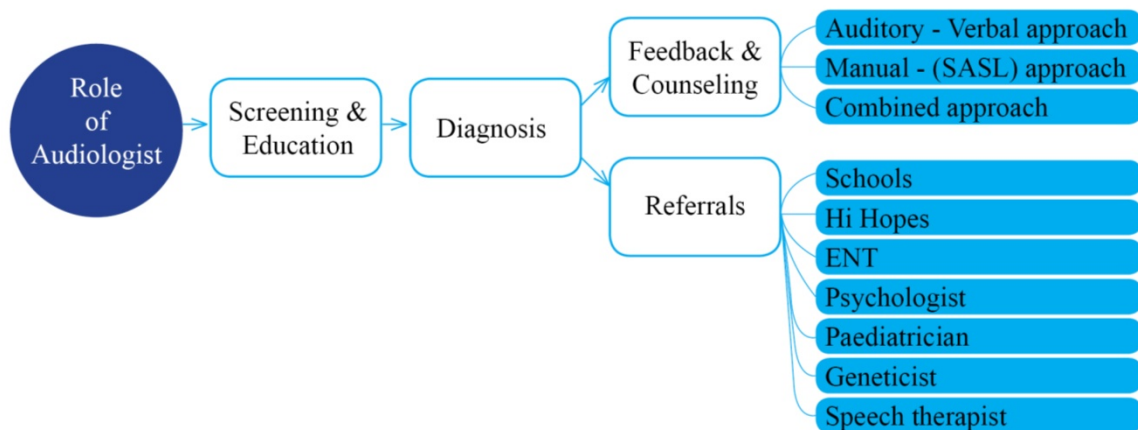 Role
of
Audiologist
Screening &
Education
Diagnosis
Feedback &
Counseling
Auditory - Verbal approach
Manual - (SASL) approach
Combined approach
Referrals
Schools
Hi Hopes
ENT
Psychologist
Paediatrician
Geneticist
Speech therapist